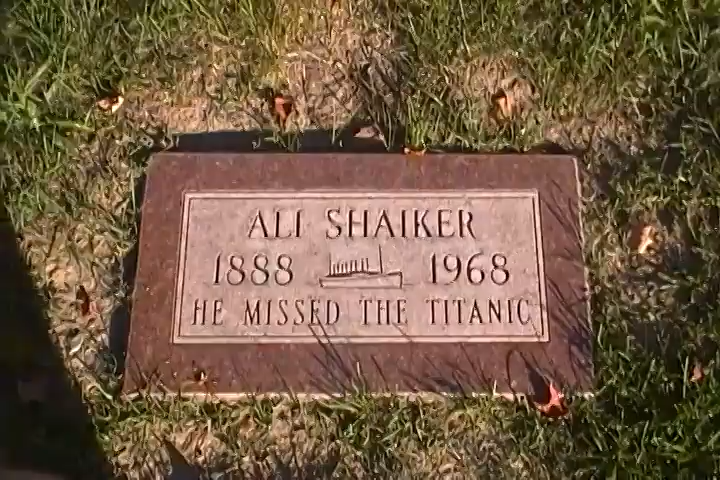 ALI SHAIKER
1888 1968
HE MISSED THE TITANIC